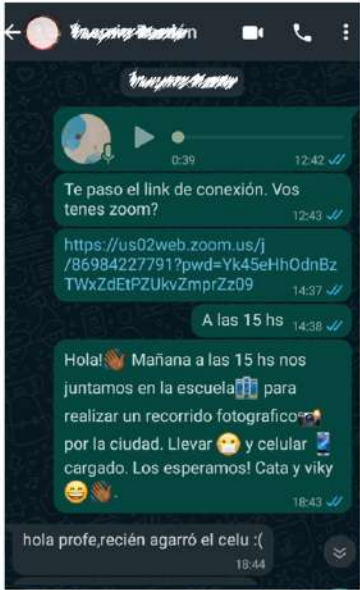 n
0:39
12:42
Te paso el link de conexión. Vos
tenes zoom?
12:43
https://us02web.zoom.us/j
/86984227791?pwd=Yk45eHhOdnBz
TWxZdEtPZUkvZmprZz09
14:37
A las 15 hs
14:38
Hola!👋🏾 Mañana a las 15 hs nos
juntamos en la escuela🏫 para
realizar un recorrido fotografico📸
por la ciudad. Llevar 😷 y celular 📱
cargado. Los esperamos! Cata y viky
😄👋🏾.
18:43
hola profe,recién agarró el celu :(
18:44